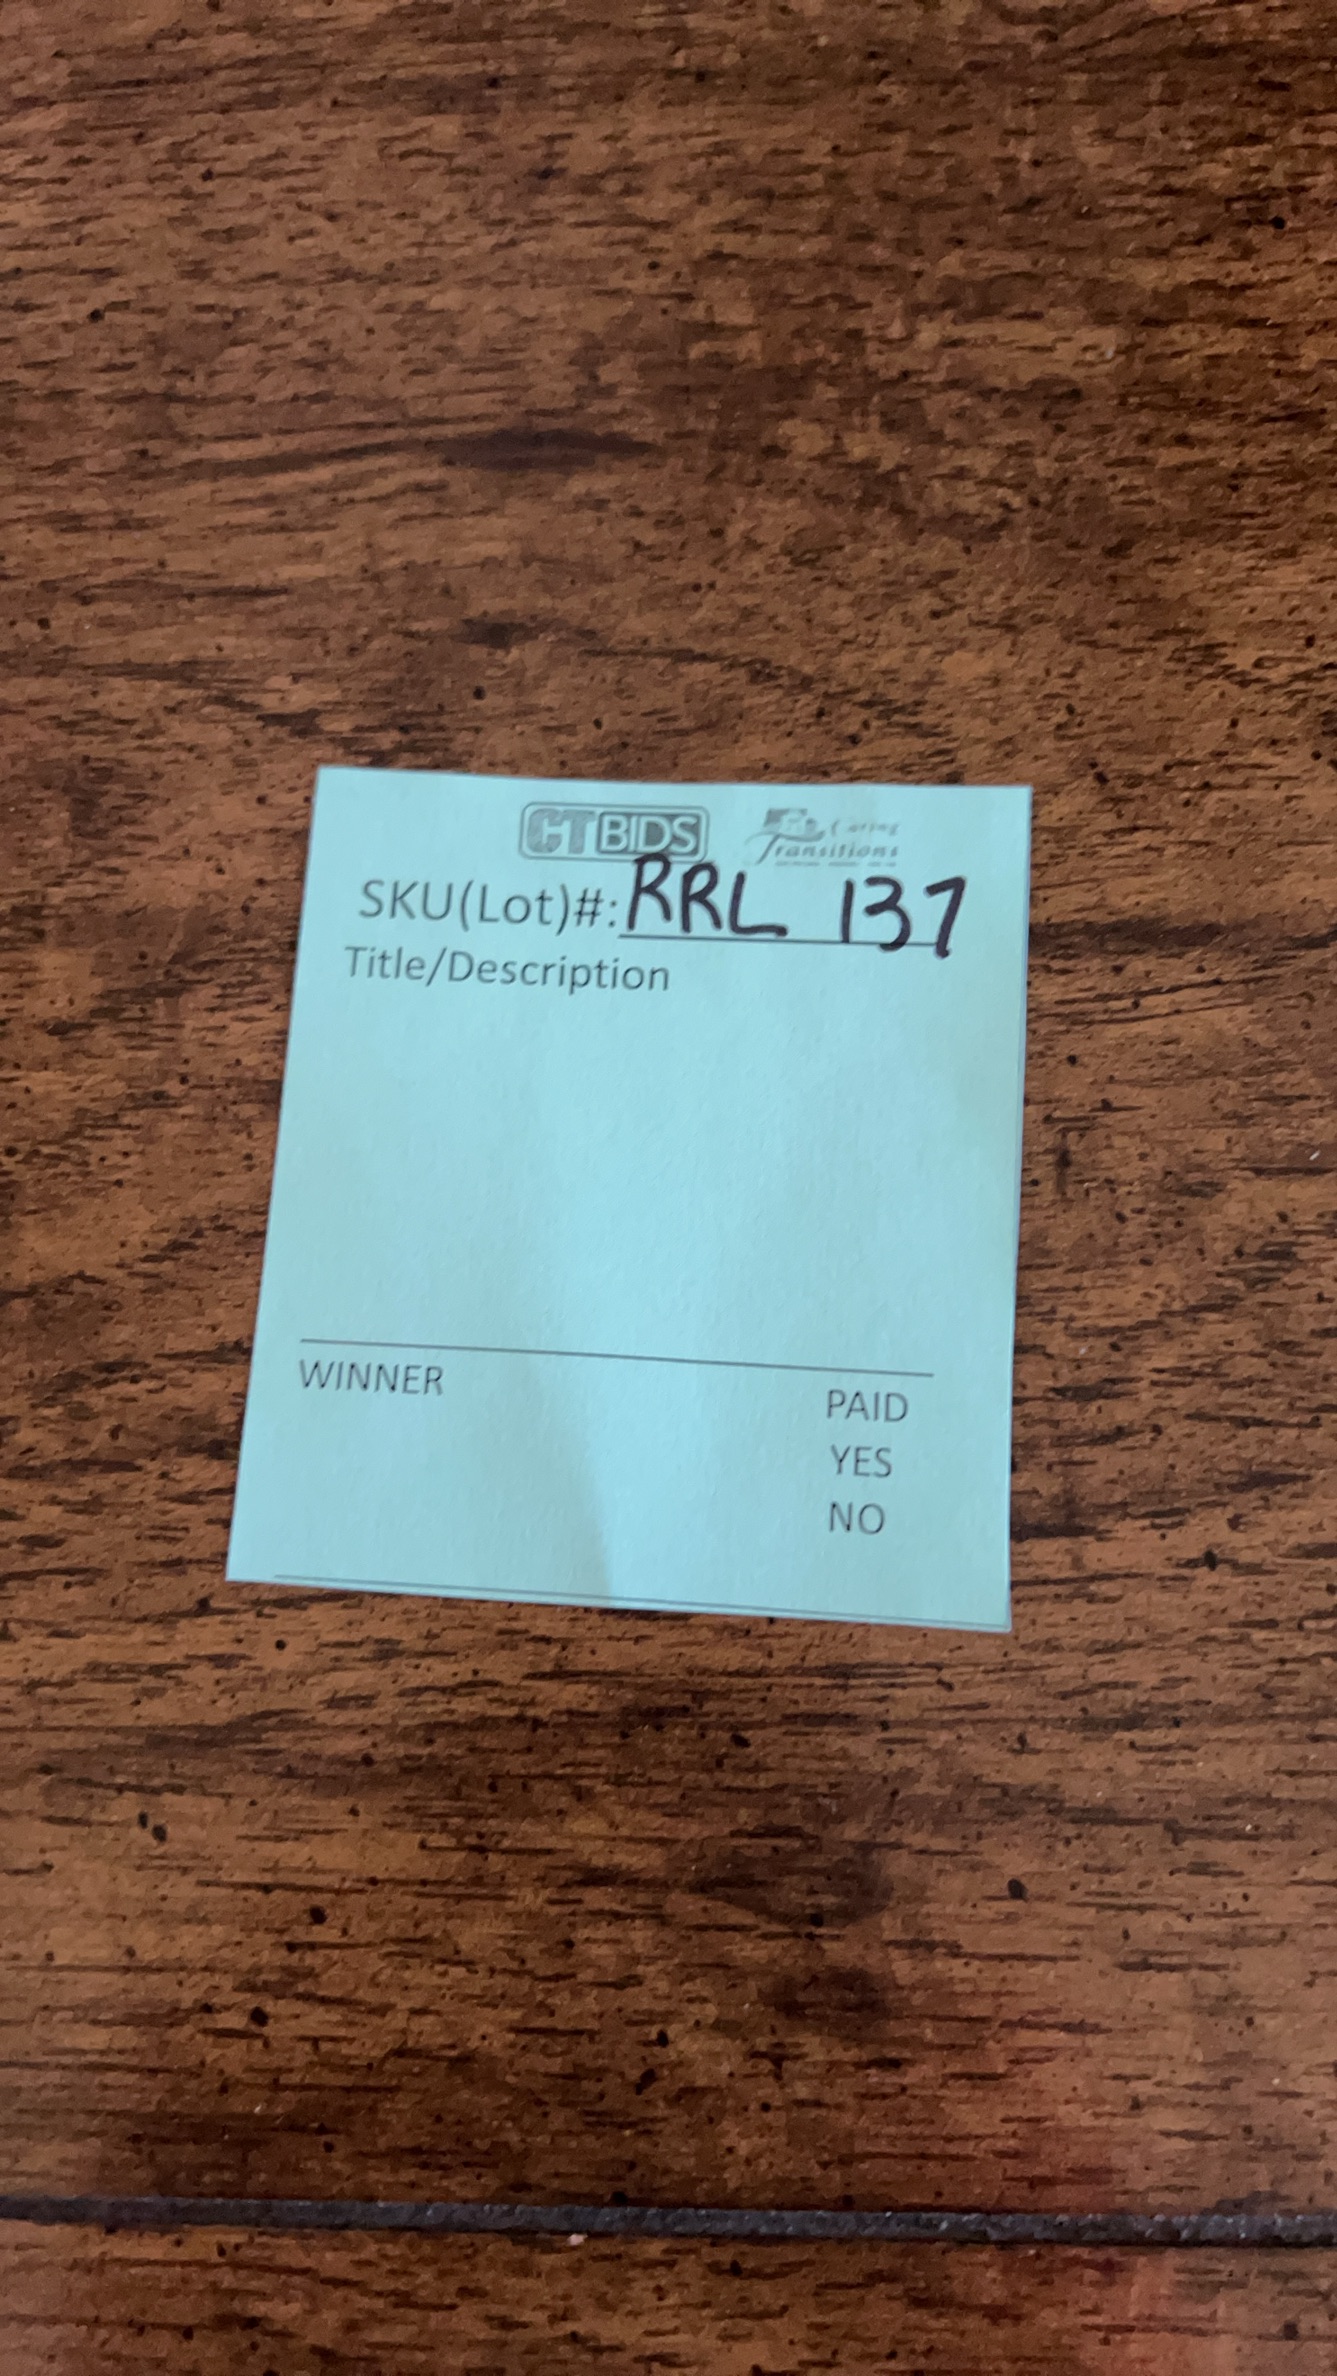 CTBIDS Caring Transitions
SKU(Lot)#: RRL 137
Title/Description
WINNER
PAID
YES
NO